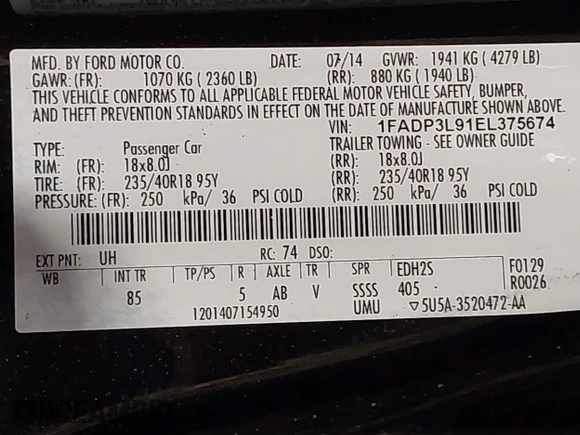 MFD. BY FORD MOTOR CO. DATE: 07/14 GVWR: 1941 KG ( 4279 LB)
GAWR: (FR): 1070 KG ( 2360 LB) (RR): 880 KG ( 1940 LB)
THIS VEHICLE CONFORMS TO ALL APPLICABLE FEDERAL MOTOR VEHICLE SAFETY, BUMPER,
AND THEFT PREVENTION STANDARDS IN EFFECT ON THE DATE OF MANUFACTURE SHOWN ABOVE.
VIN: 1FADP3L91EL375674
TYPE: Passenger Car TRAILER TOWING - SEE OWNER GUIDE
RIM: (FR): 18x8.0J (RR): 18x8.0J
TIRE: (FR): 235/40R18 95Y (RR): 235/40R18 95Y
PRESSURE: (FR): 250 kPa/ 36 PSI COLD (RR): 250 kPa/ 36 PSI COLD
EXT PNT: UH RC: 74 DSO:
WB INT TR TP/PS R AXLE TR SPR EDH2S F0129
85 5 AB V SSSS 405 R0026
1201407154950 UMU ▽5U5A-3520472-AA